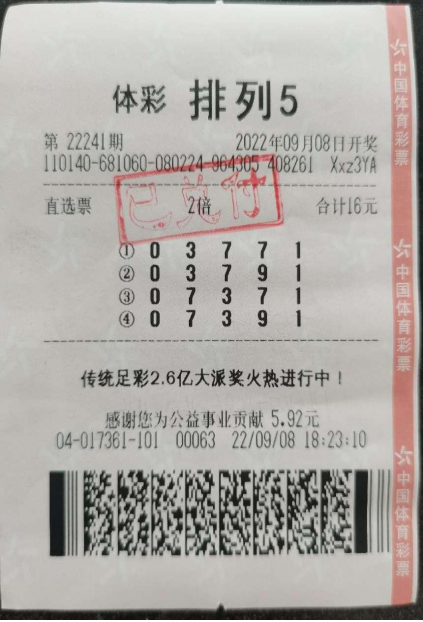 体彩 排列5
第 22241期 2022年09月08日开奖
110140-681060-080224-964305 408261 Xxz3YA
已兑付
直选票 2倍 合计16元
① 0 3 7 7 1
② 0 3 7 9 1
③ 0 7 3 7 1
④ 0 7 3 9 1
传统足彩2.6亿大派奖火热进行中！
感谢您为公益事业贡献 5.92元
04-017361-101 00063 22/09/08 18:23:10
中国体育彩票
中国体育彩票
中国体育彩票